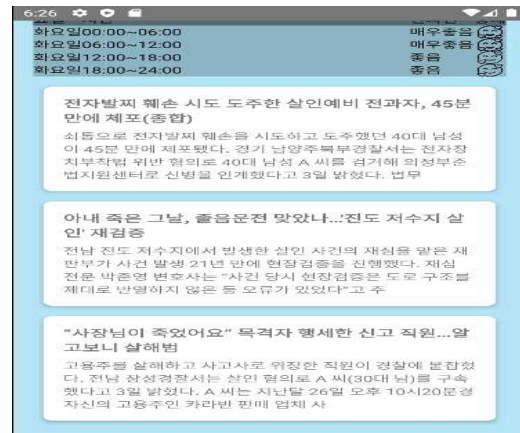 6:26
화요일00:00~06:00 매우좋음
화요일06:00~12:00 매우좋음
화요일12:00~18:00 좋음
화요일18:00~24:00 좋음
전자발찌 훼손 시도 도주한 살인예비 전과자, 45분
만에 체포(종합)
쇠톱으로 전자발찌 훼손을 시도하고 도주했던 40대 남성
이 45분 만에 체포됐다. 경기 남양주북부경찰서는 전자장
치부착법 위반 혐의로 40대 남성 A 씨를 검거해 의정부준
법지원센터로 신병을 인계했다고 3일 밝혔다. 법무
아내 죽은 그날, 졸음운전 맞았나...'진도 저수지 살
인' 재검증
전남 진도 저수지에서 발생한 살인 사건의 재심을 맡은 재
판부가 사건 발생 21년 만에 현장검증을 진행했다. 재심
전문 박준영 변호사는 "사건 당시 현장검증은 도로 구조를
제대로 반영하지 않은 등 오류가 있었다"고 주
"사장님이 죽었어요" 목격자 행세한 신고 직원...알
고보니 살해범
고용주를 살해하고 사고사로 위장한 직원이 경찰에 붙잡혔
다. 전남 장성경찰서는 살인 혐의로 A 씨(30대 남)를 구속
했다고 3일 밝혔다. A 씨는 지난달 26일 오후 10시20분경
자신의 고용주인 카라반 판매 업체 사